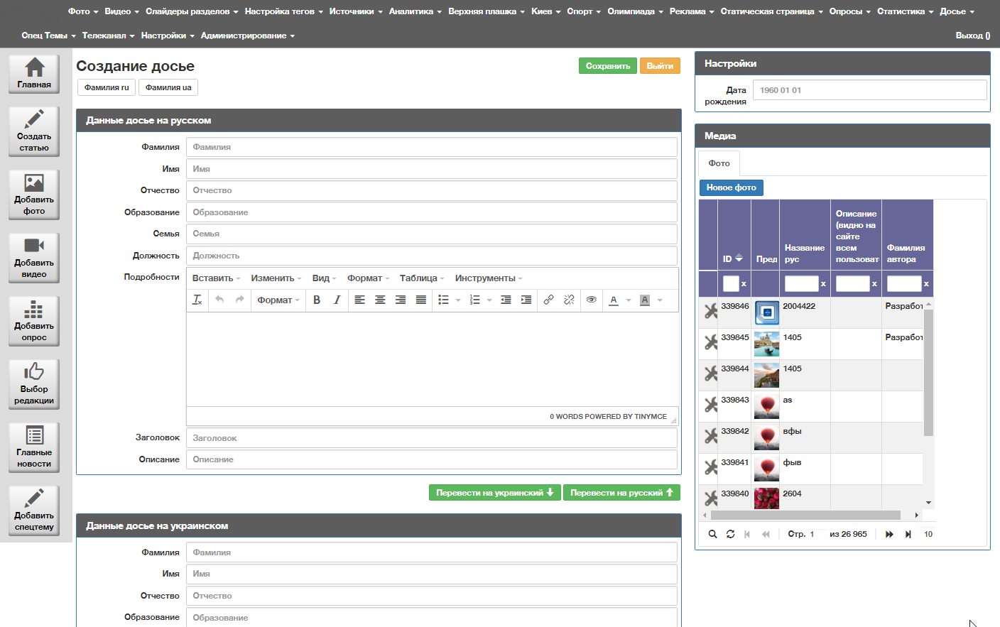 Фото Видео Слайдеры разделов Настройка тегов Источники Аналитика Верхняя плашка Киев Спорт Олимпиада Реклама Статическая страница Опросы Статистика Досье
Спец Темы Телеканал Настройки Администрирование Выход ()
Главная
Создать
статью
Добавить
фото
Добавить
видео
Добавить
опрос
Выбор
редакции
Главные
новости
Добавить
спецтему
Создание досье
Сохранить Выйти
Фамилия ru Фамилия ua
Данные досье на русском
Фамилия Фамилия
Имя Имя
Отчество Отчество
Образование Образование
Семья Семья
Должность Должность
Подробности
Вставить Изменить Вид Формат Таблица Инструменты
Формат B I A A
0 WORDS POWERED BY TINYMCE
Заголовок Заголовок
Описание Описание
Перевести на украинский Перевести на русский
Данные досье на украинском
Фамилия Фамилия
Имя Имя
Отчество Отчество
Образование Образование
Настройки
Дата
рождения
1960 01 01
Медиа
Фото
Новое фото
ID
Пред
Название
рус
Описание
(видно на
сайте
всем
пользоват
Фамилия
автора
x x x x
339846 2004422 Разработ
339845 1405 Разработ
339844 1405
339843 as
339842 вфы
339841 фыв
339840 2604
Стр. 1 из 26 965 10